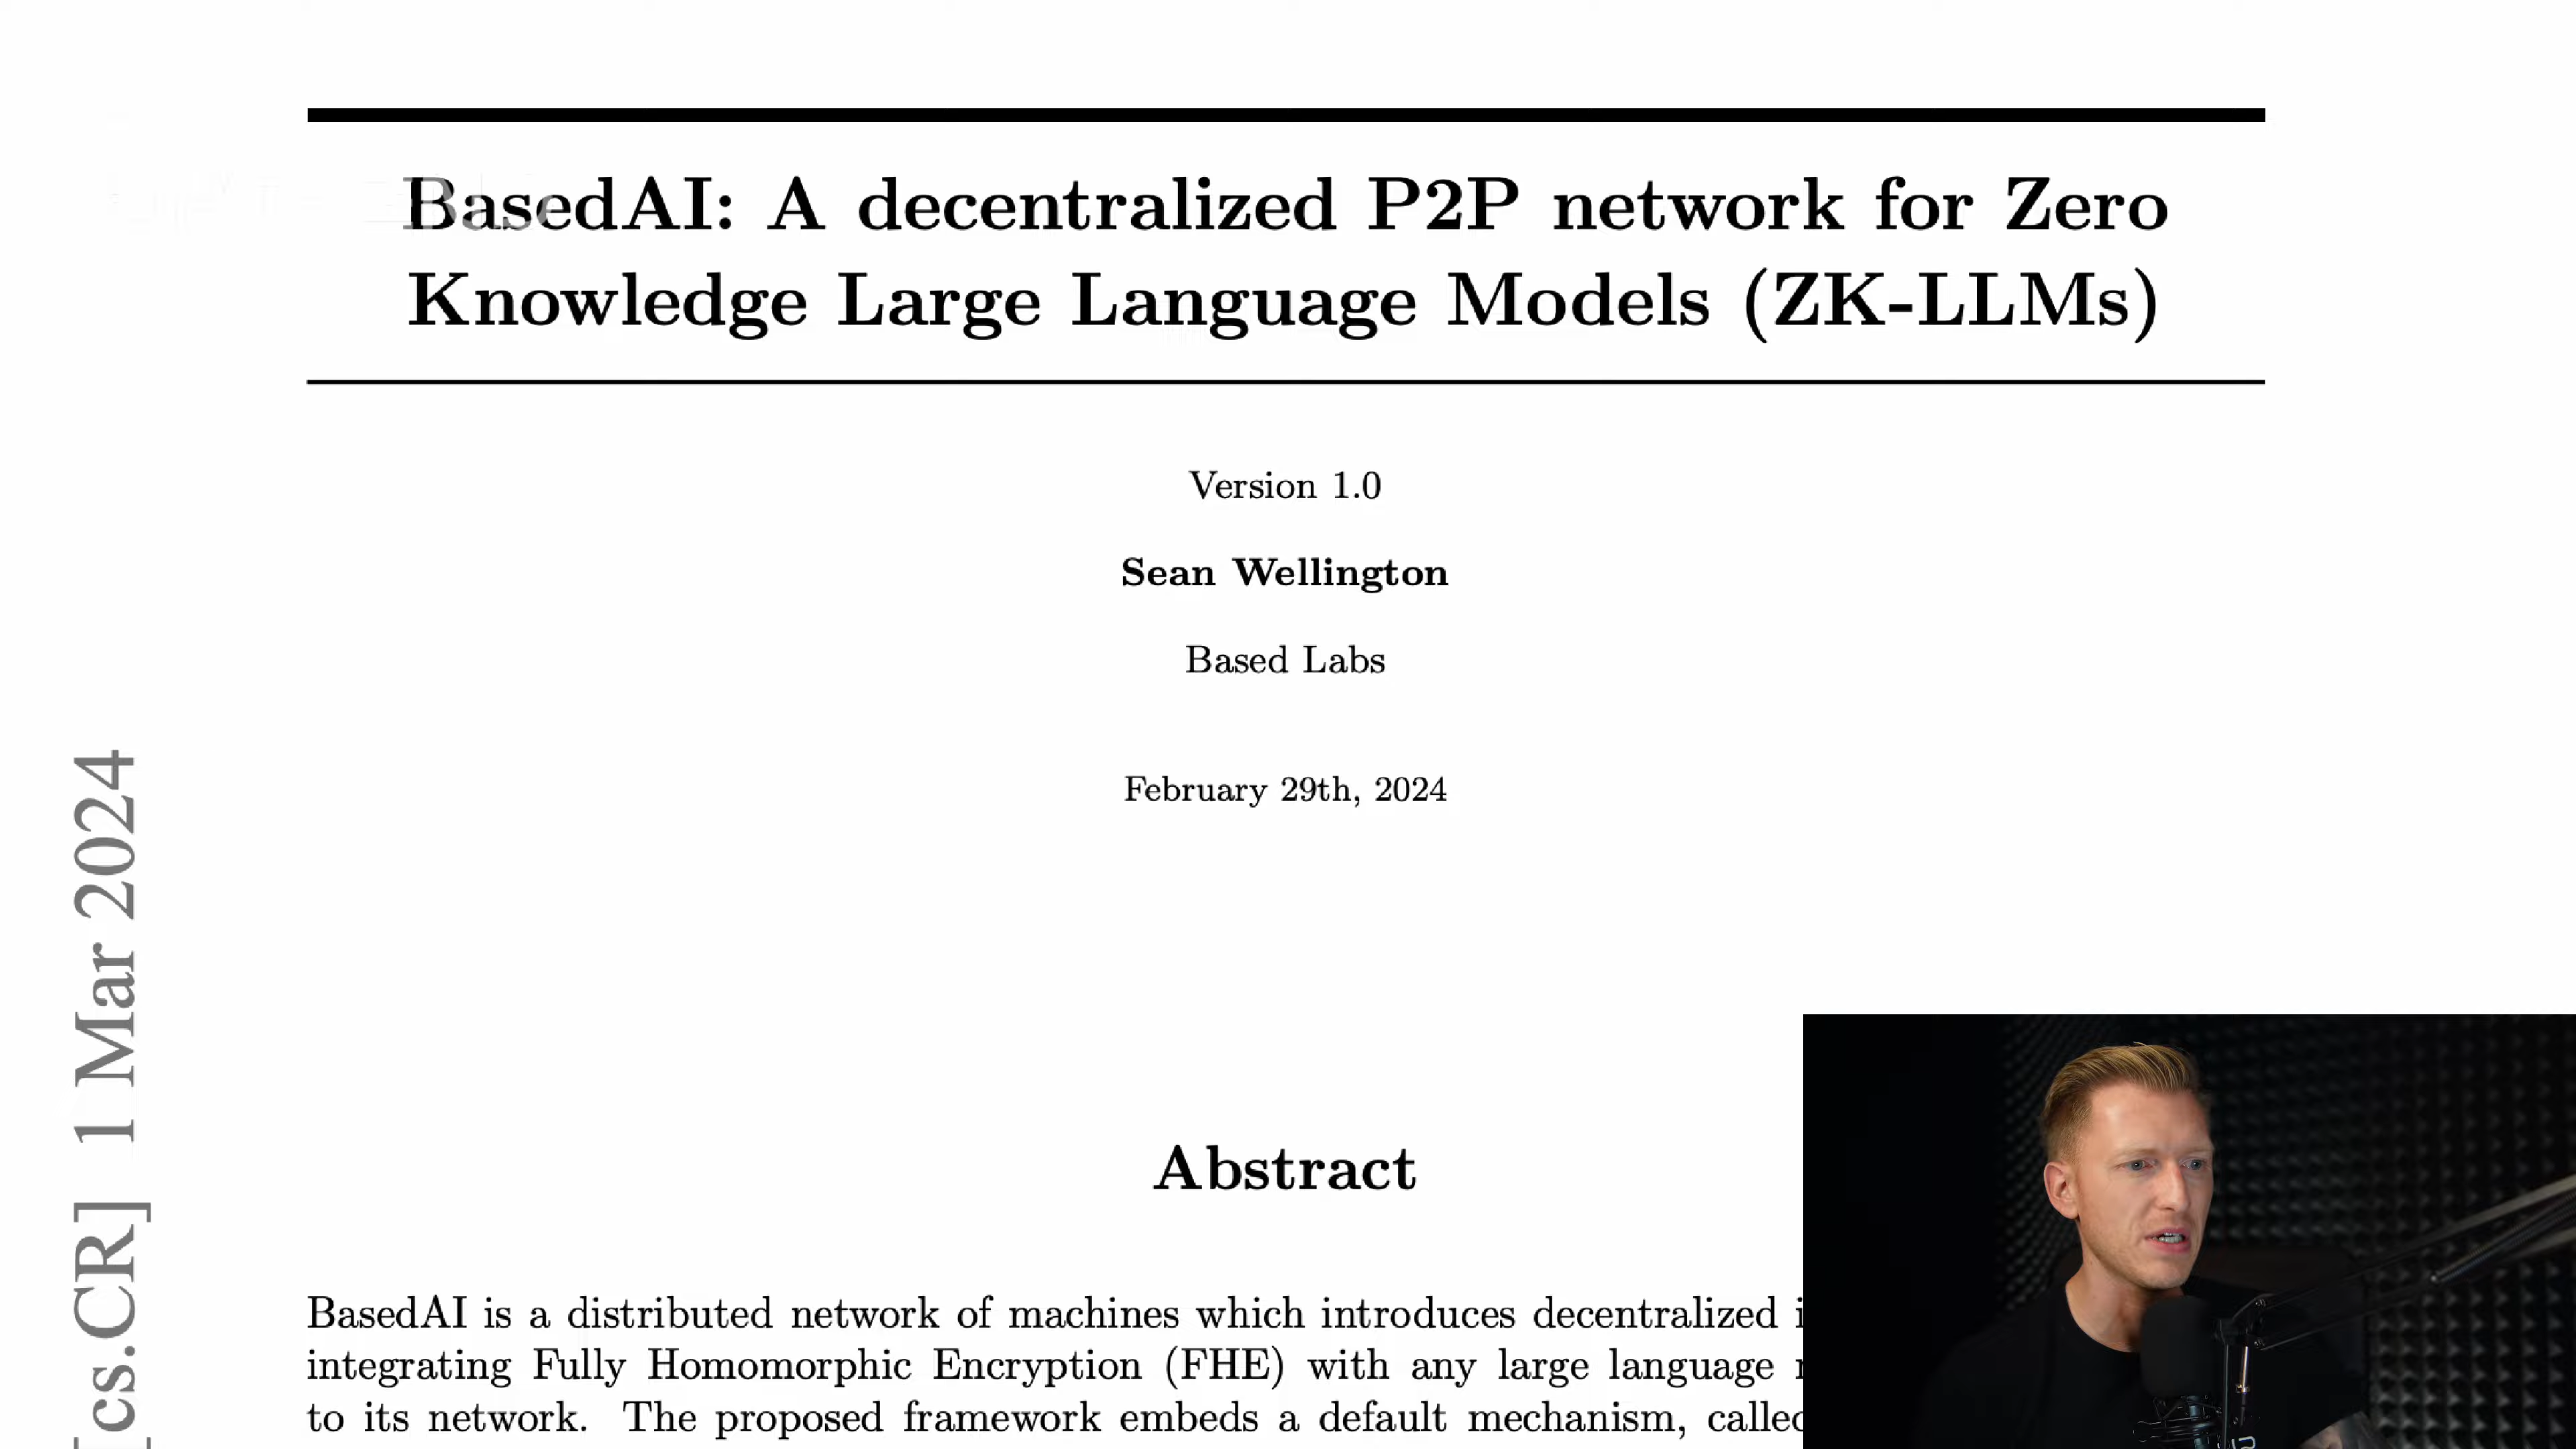 BasedAI: A decentralized P2P network for Zero
Knowledge Large Language Models (ZK-LLMs)
Version 1.0
Sean Wellington
Based Labs
February 29th, 2024
[cs.CR] 1 Mar 2024
Abstract
BasedAI is a distributed network of machines which introduces decentralized
integrating Fully Homomorphic Encryption (FHE) with any large language
to its network. The proposed framework embeds a default mechanism,